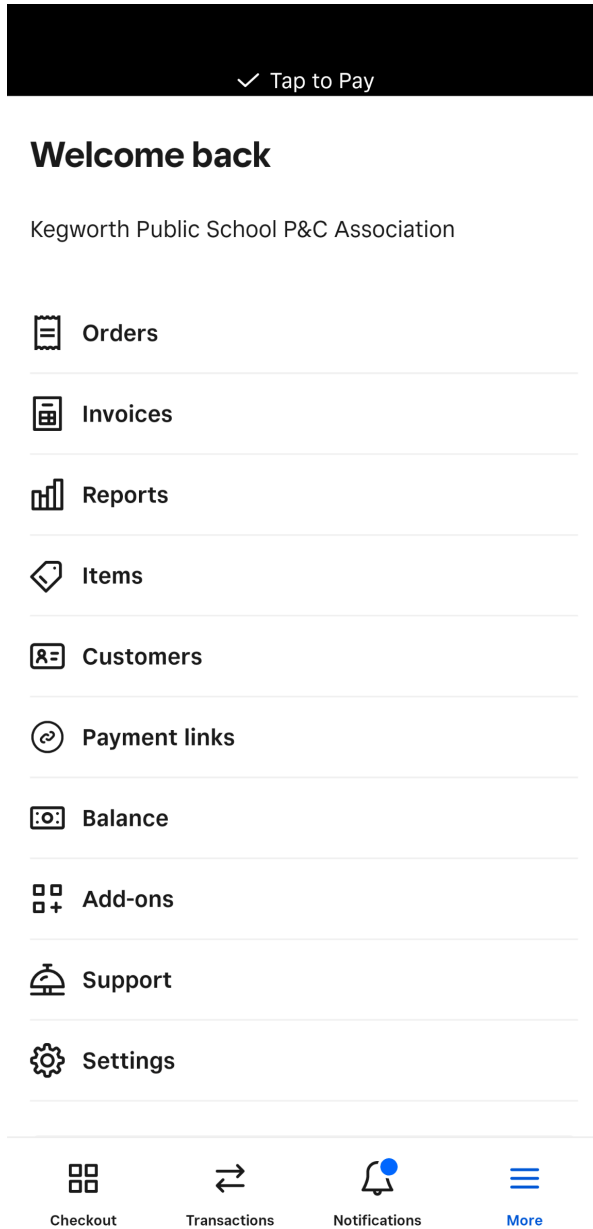 Tap to Pay
Welcome back
Kegworth Public School P&C Association
Orders
Invoices
Reports
Items
Customers
Payment links
Balance
Add-ons
Support
Settings
Checkout
Transactions
Notifications
More